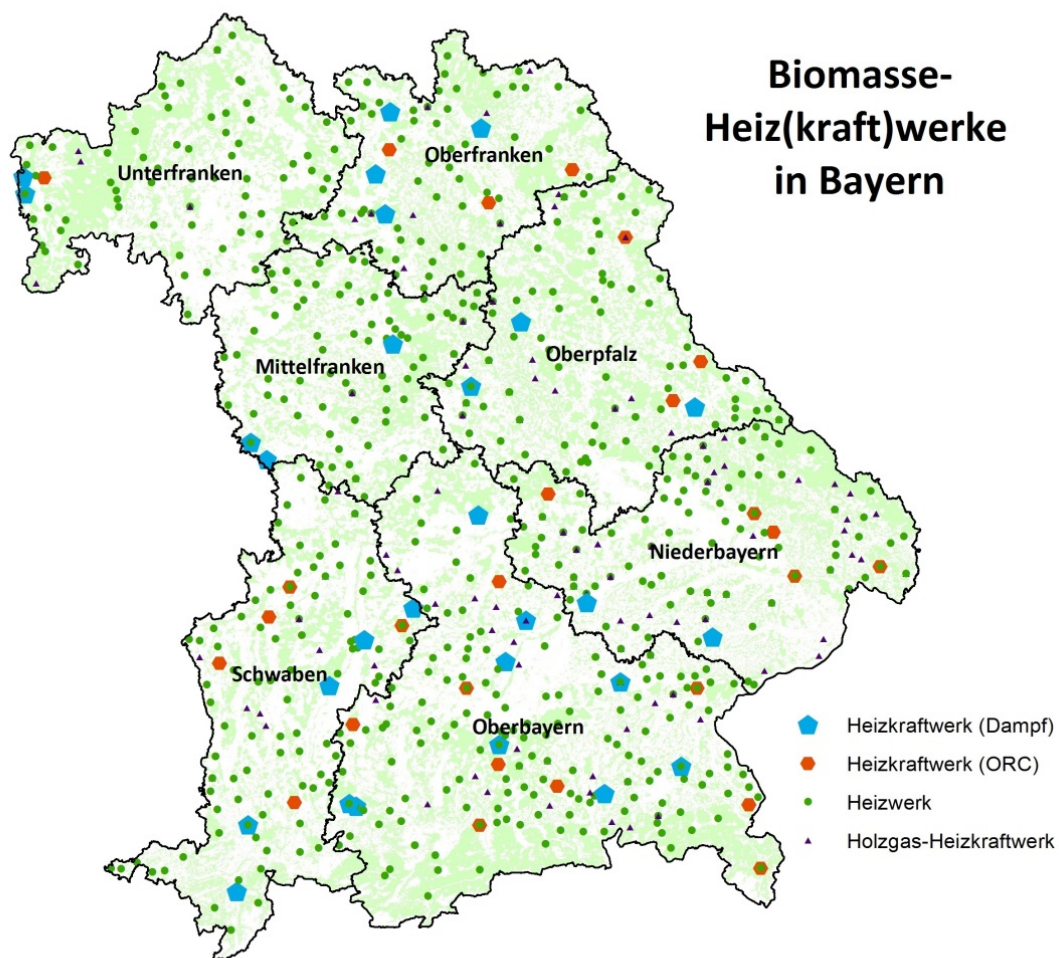 Biomasse-
Heiz(kraft)werke
in Bayern
Unterfranken
Oberfranken
Mittelfranken
Oberpfalz
Niederbayern
Schwaben
Oberbayern
Heizkraftwerk (Dampf)
Heizkraftwerk (ORC)
Heizwerk
Holzgas-Heizkraftwerk